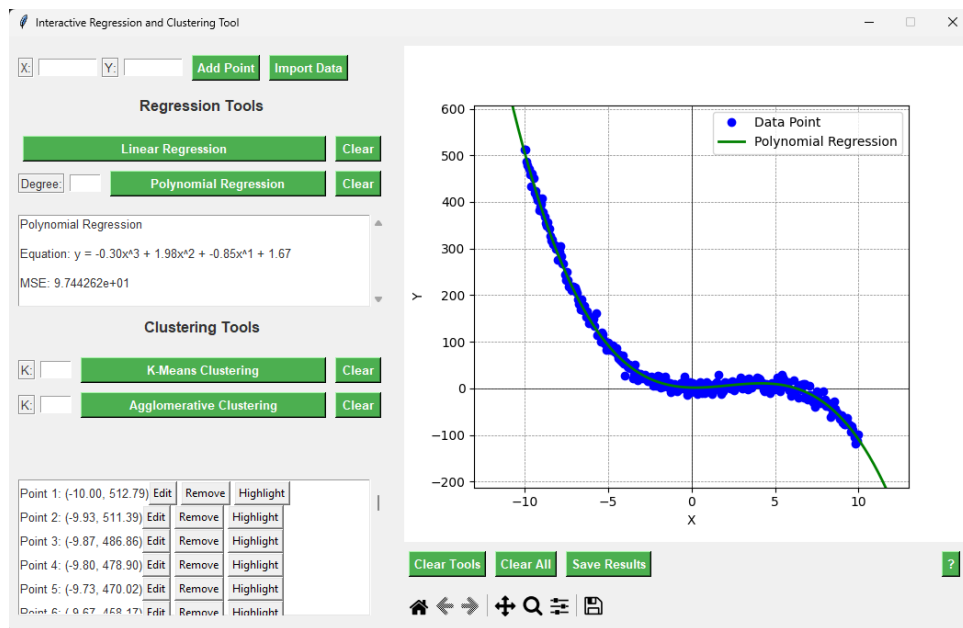 Interactive Regression and Clustering Tool
X: Y: Add Point Import Data
Regression Tools
Linear Regression Clear
Degree: Polynomial Regression Clear
Polynomial Regression
Equation: y = -0.30x^3 + 1.98x^2 + -0.85x^1 + 1.67
MSE: 9.744262e+01
Clustering Tools
K: K-Means Clustering Clear
K: Agglomerative Clustering Clear
Point 1: (-10.00, 512.79) Edit Remove Highlight
Point 2: (-9.93, 511.39) Edit Remove Highlight
Point 3: (-9.87, 486.86) Edit Remove Highlight
Point 4: (-9.80, 478.90) Edit Remove Highlight
Point 5: (-9.73, 470.02) Edit Remove Highlight
Point 6: (-9.67, 458.17) Edit Remove Highlight
Data Point
Polynomial Regression
600
500
400
300
200
100
0
−100
−200
Y
−10 −5 0 5 10
X
Clear Tools Clear All Save Results ?